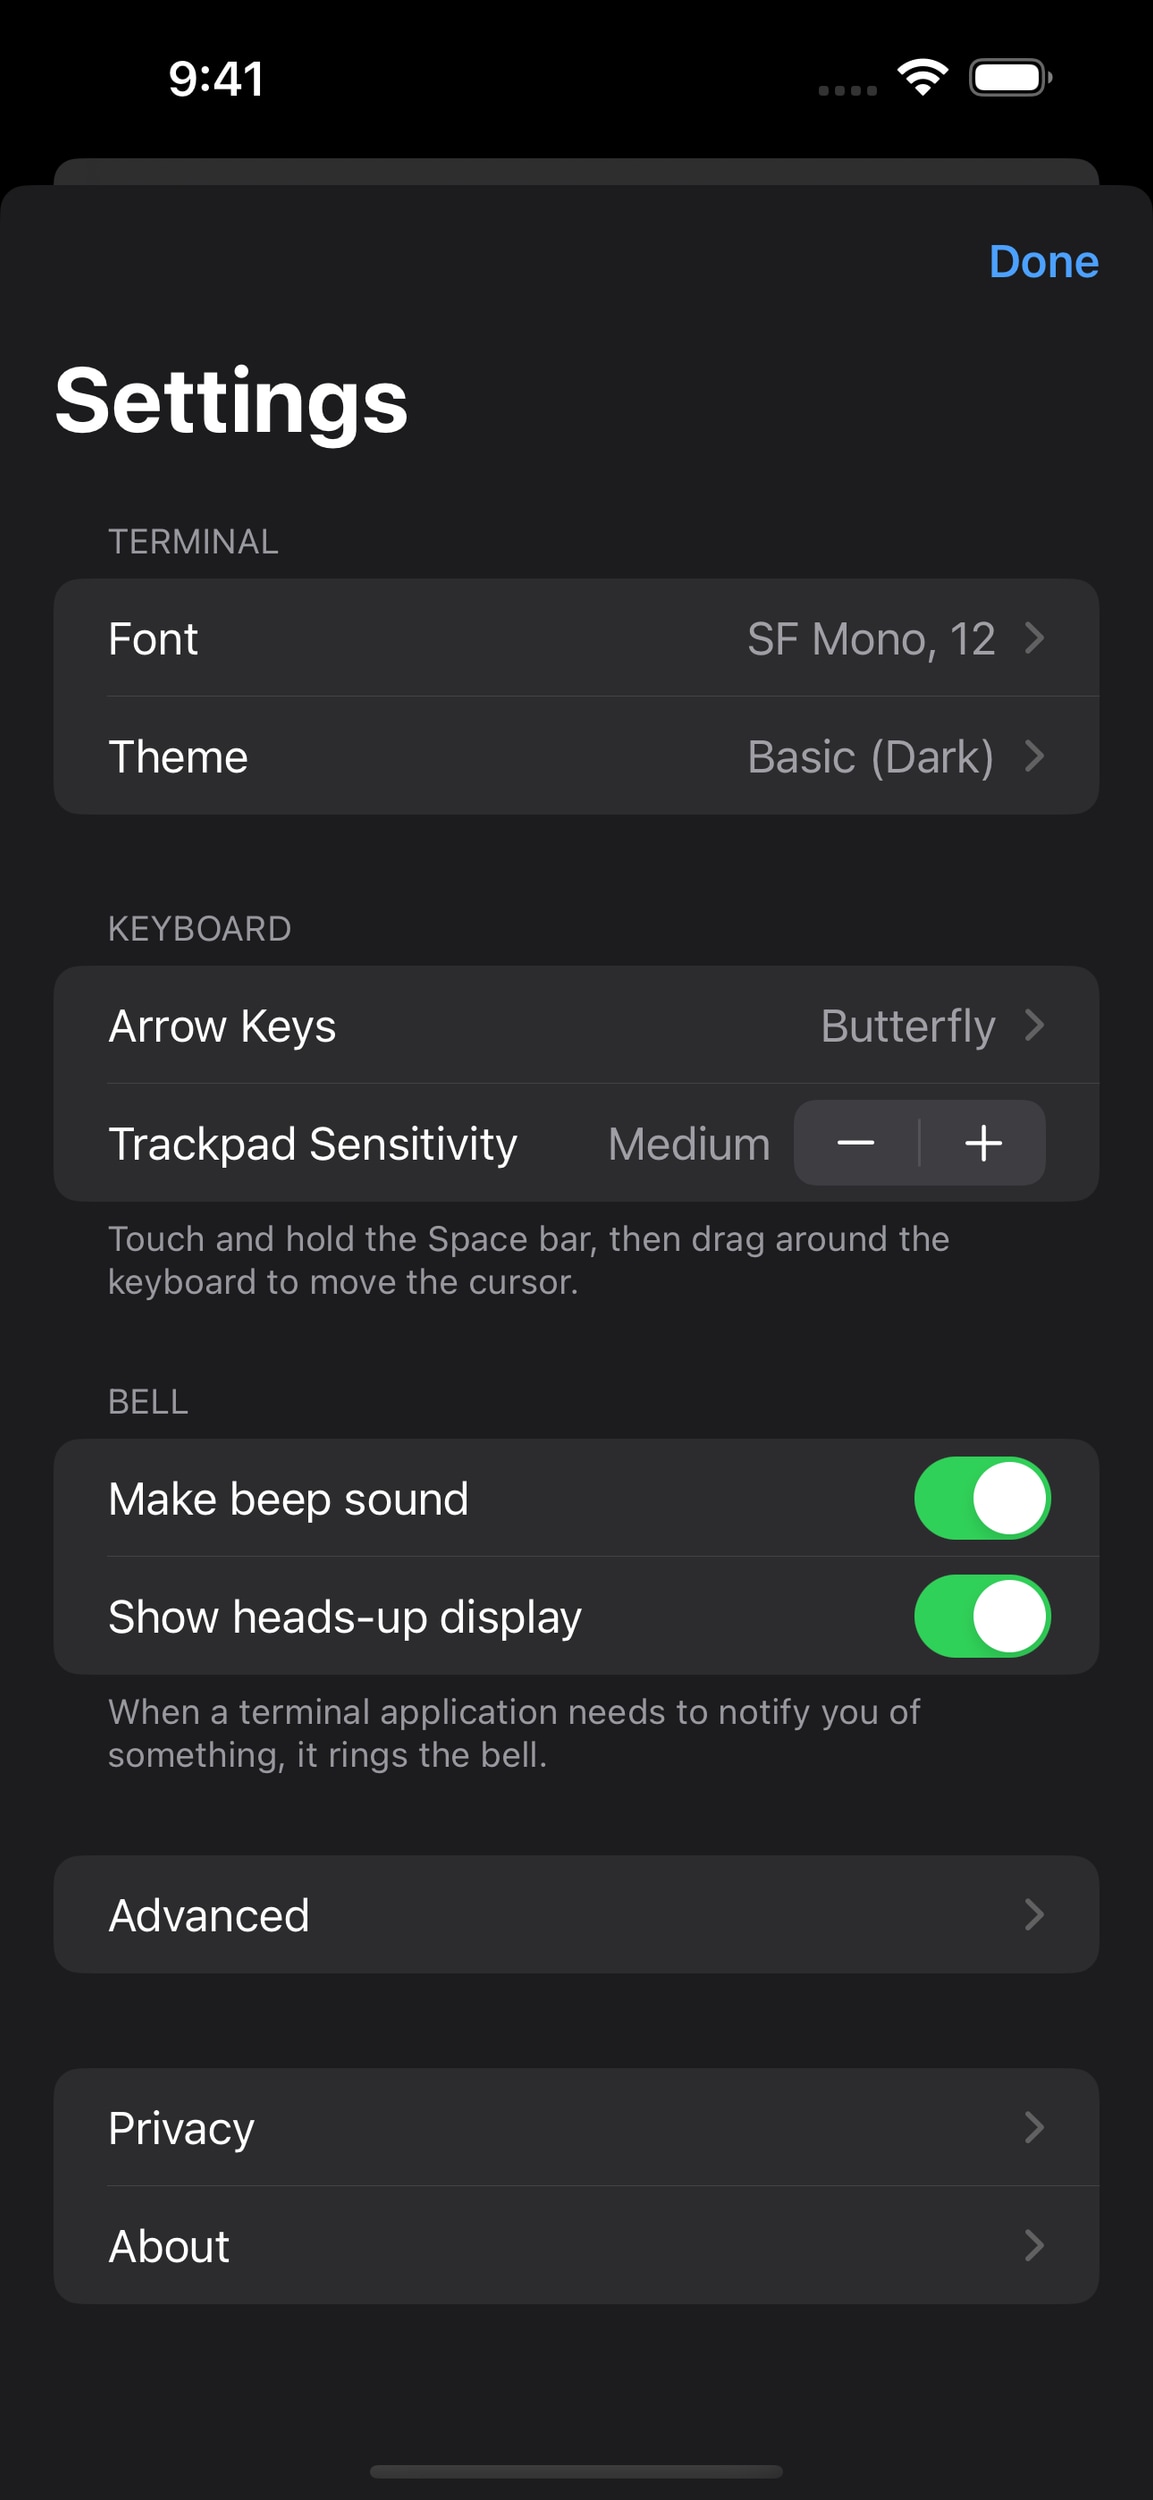 9:41
Done
Settings
TERMINAL
Font SF Mono, 12
Theme Basic (Dark)
KEYBOARD
Arrow Keys Butterfly
Trackpad Sensitivity Medium
Touch and hold the Space bar, then drag around the
keyboard to move the cursor.
BELL
Make beep sound
Show heads-up display
When a terminal application needs to notify you of
something, it rings the bell.
Advanced
Privacy
About